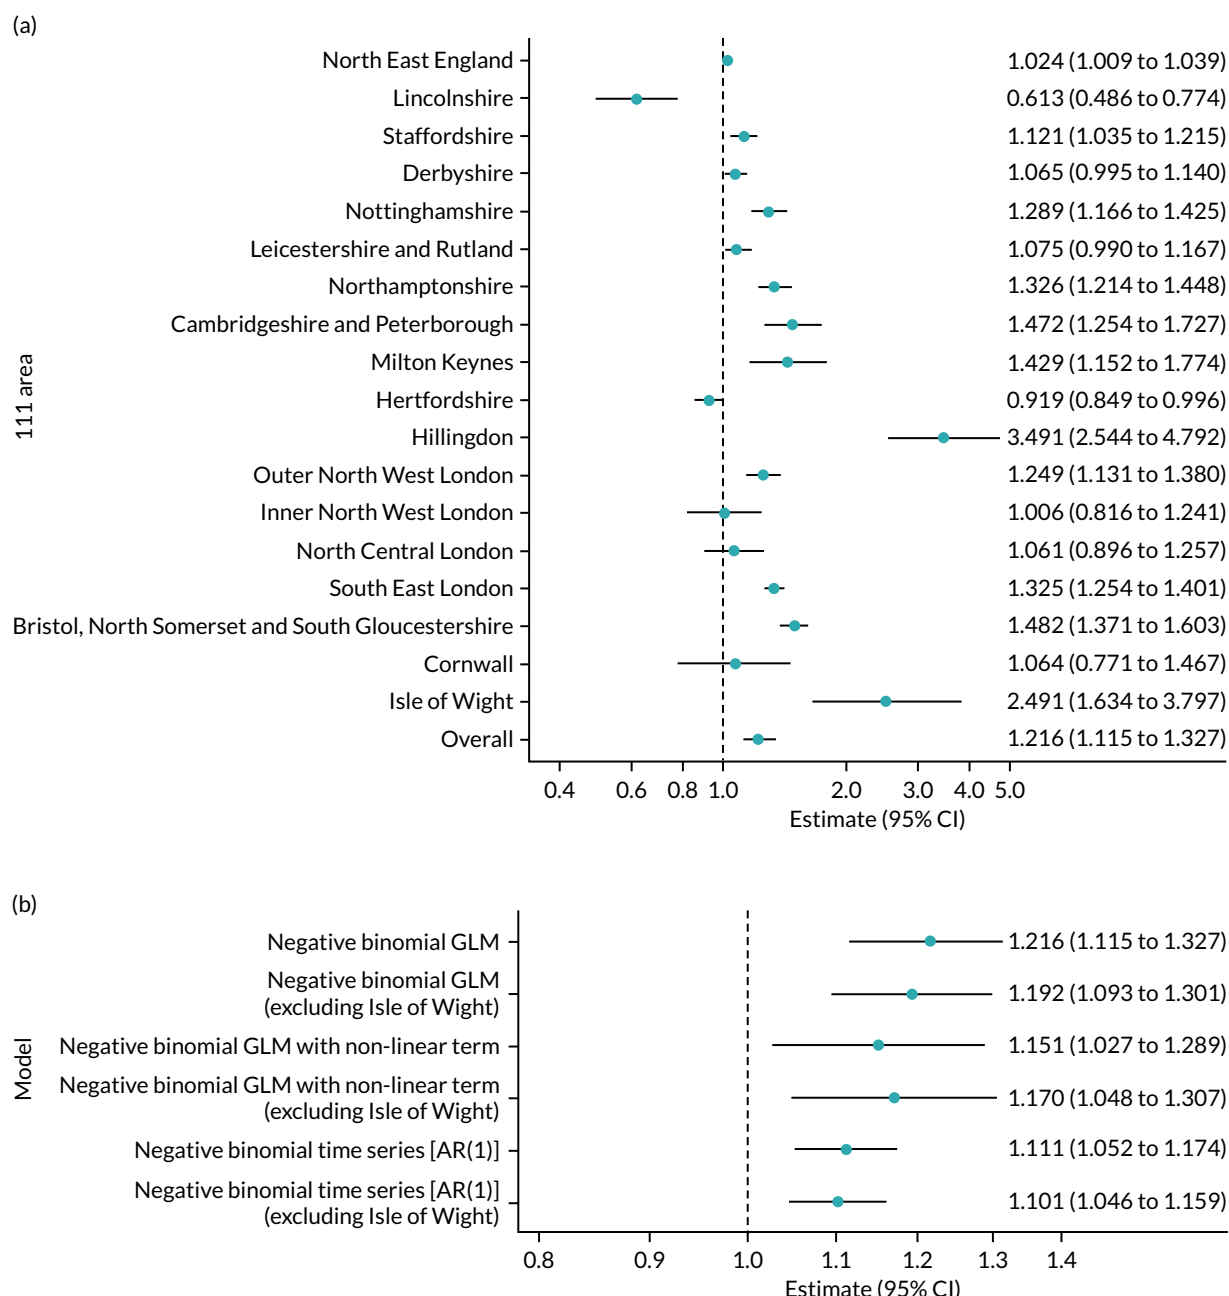 (a)
111 area
North East England 1.024 (1.009 to 1.039)
Lincolnshire 0.613 (0.486 to 0.774)
Staffordshire 1.121 (1.035 to 1.215)
Derbyshire 1.065 (0.995 to 1.140)
Nottinghamshire 1.289 (1.166 to 1.425)
Leicestershire and Rutland 1.075 (0.990 to 1.167)
Northamptonshire 1.326 (1.214 to 1.448)
Cambridgeshire and Peterborough 1.472 (1.254 to 1.727)
Milton Keynes 1.429 (1.152 to 1.774)
Hertfordshire 0.919 (0.849 to 0.996)
Hillingdon 3.491 (2.544 to 4.792)
Outer North West London 1.249 (1.131 to 1.380)
Inner North West London 1.006 (0.816 to 1.241)
North Central London 1.061 (0.896 to 1.257)
South East London 1.325 (1.254 to 1.401)
Bristol, North Somerset and South Gloucestershire 1.482 (1.371 to 1.603)
Cornwall 1.064 (0.771 to 1.467)
Isle of Wight 2.491 (1.634 to 3.797)
Overall 1.216 (1.115 to 1.327)
0.4 0.6 0.8 1.0 2.0 3.0 4.0 5.0
Estimate (95% CI)
(b)
Model
Negative binomial GLM 1.216 (1.115 to 1.327)
Negative binomial GLM
(excluding Isle of Wight) 1.192 (1.093 to 1.301)
Negative binomial GLM with non-linear term 1.151 (1.027 to 1.289)
Negative binomial GLM with non-linear term
(excluding Isle of Wight) 1.170 (1.048 to 1.307)
Negative binomial time series [AR(1)] 1.111 (1.052 to 1.174)
Negative binomial time series [AR(1)]
(excluding Isle of Wight) 1.101 (1.046 to 1.159)
0.8 0.9 1.0 1.1 1.2 1.3 1.4
Estimate (95% CI)